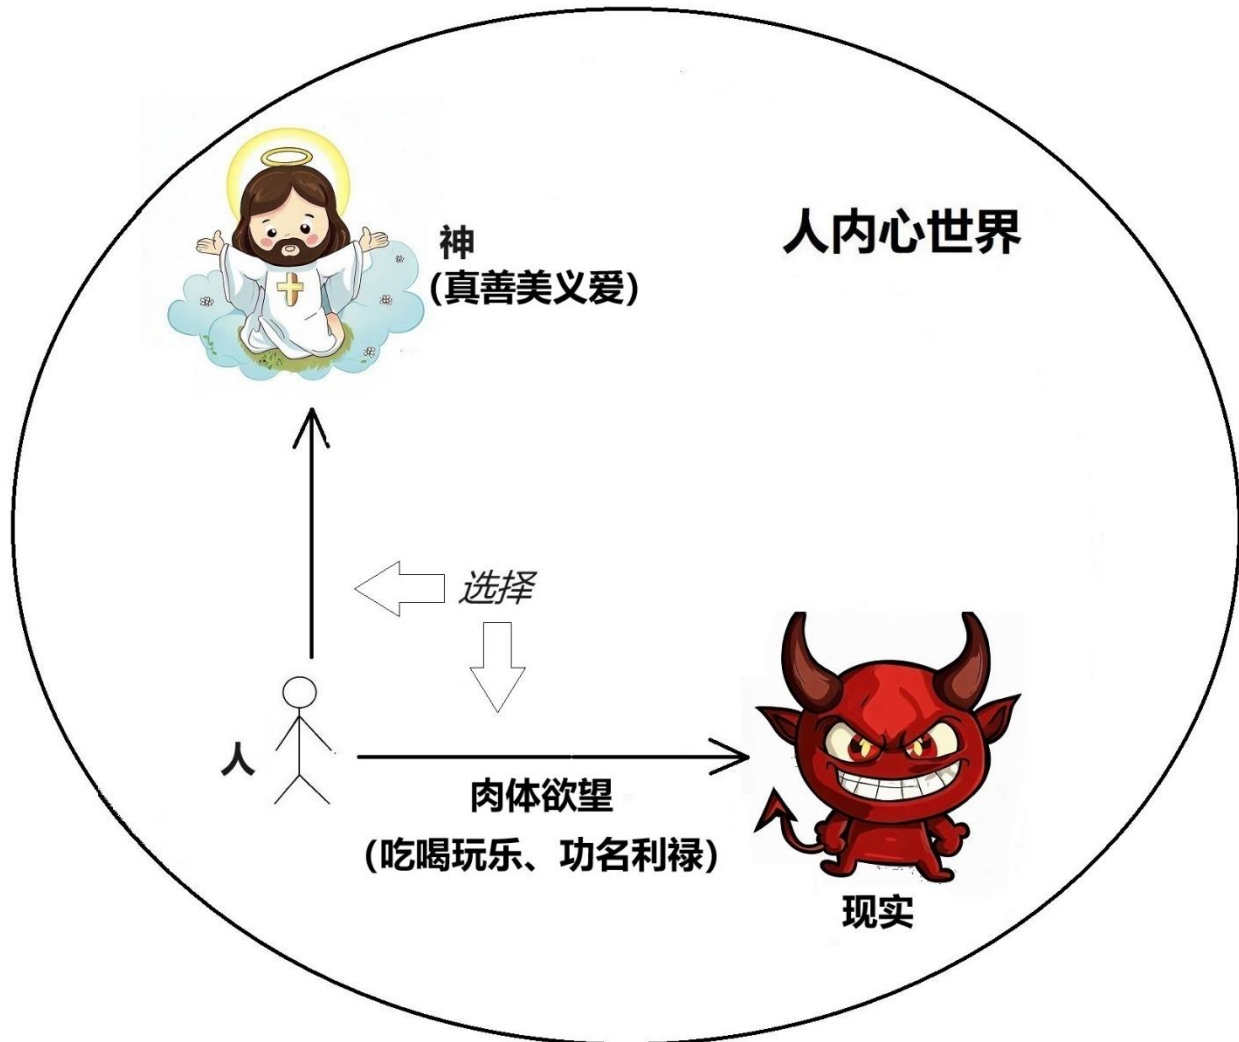 人内心世界
神
（真善美义爱）
选择
人
肉体欲望
（吃喝玩乐、功名利禄）
现实